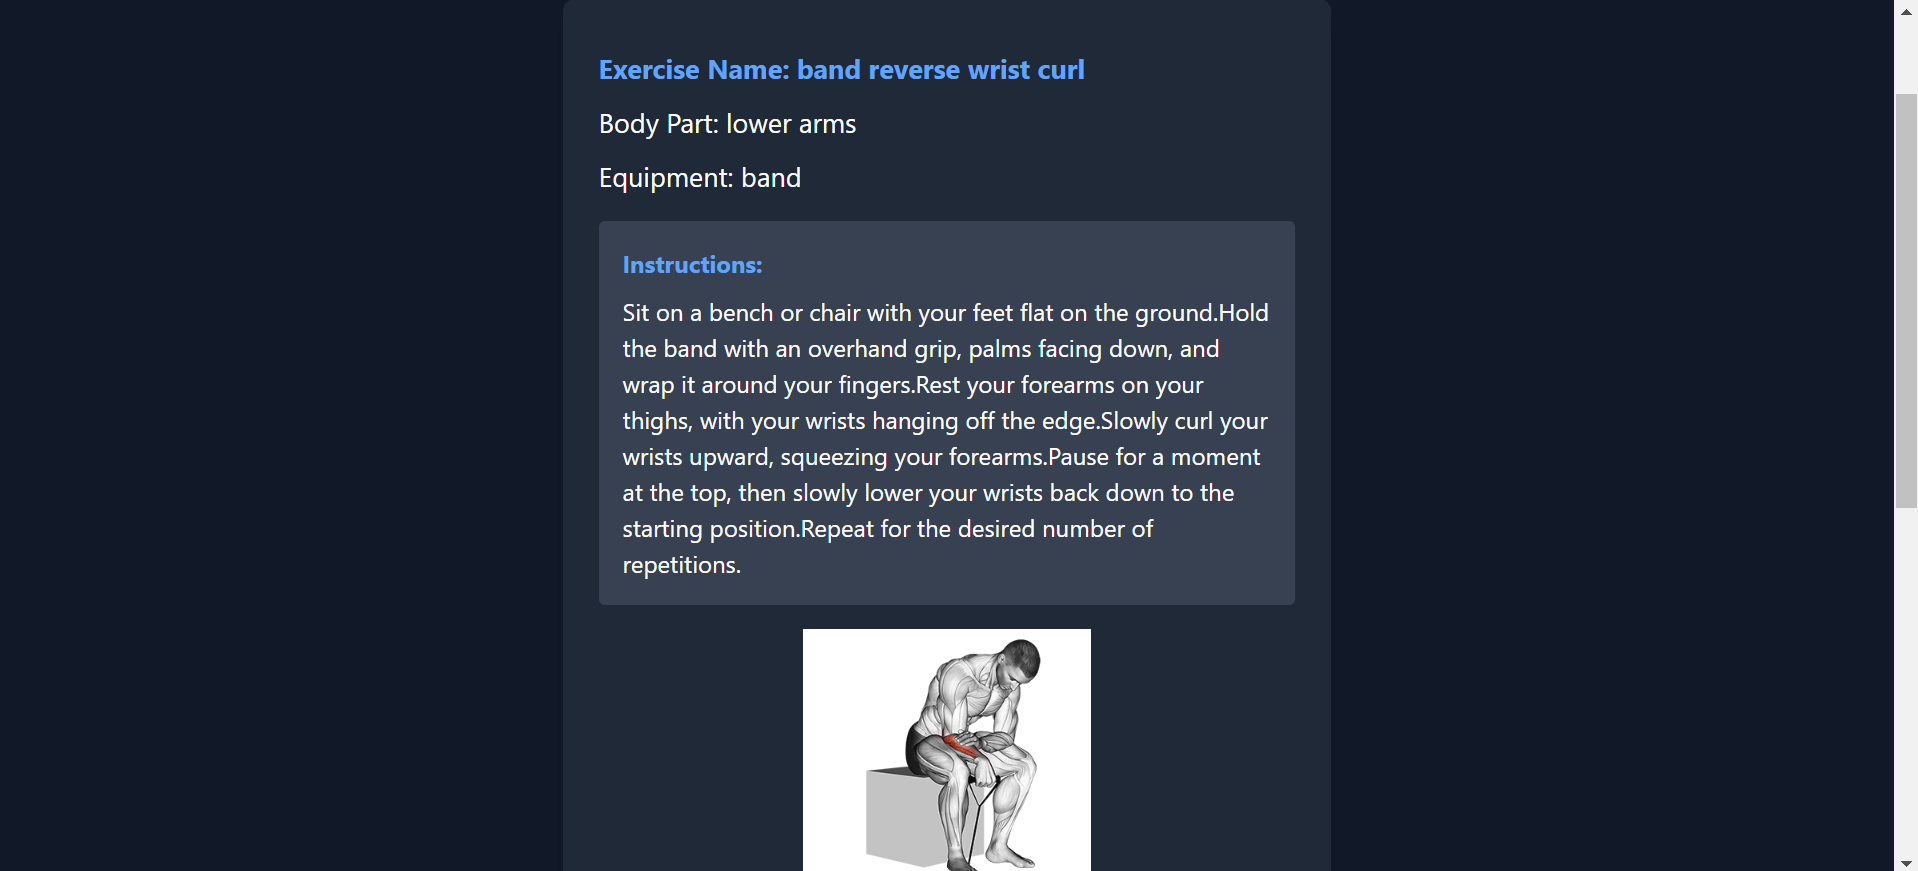 Exercise Name: band reverse wrist curl
Body Part: lower arms
Equipment: band
Instructions:
Sit on a bench or chair with your feet flat on the ground.Hold
the band with an overhand grip, palms facing down, and
wrap it around your fingers.Rest your forearms on your
thighs, with your wrists hanging off the edge.Slowly curl your
wrists upward, squeezing your forearms.Pause for a moment
at the top, then slowly lower your wrists back down to the
starting position.Repeat for the desired number of
repetitions.